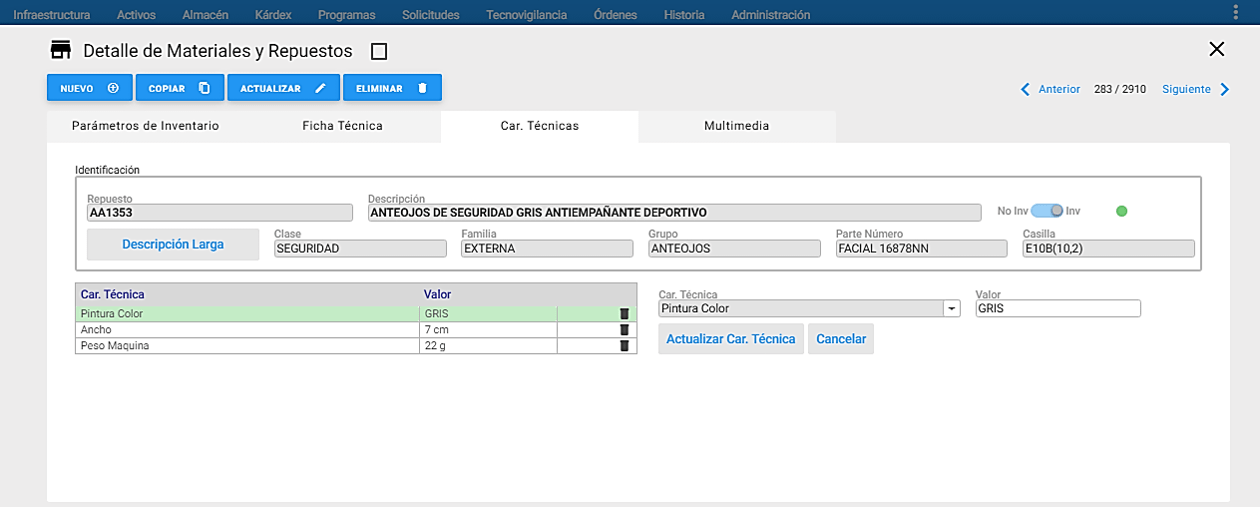 Infraestructura Activos Almacén Kárdex Programas Solicitudes Tecnovigilancia Órdenes Historia Administración
Detalle de Materiales y Repuestos
NUEVO COPIAR ACTUALIZAR ELIMINAR Anterior 283 / 2910 Siguiente
Parámetros de Inventario Ficha Técnica Car. Técnicas Multimedia
Identificación
Repuesto Descripción
AA1353 ANTEOJOS DE SEGURIDAD GRIS ANTIEMPAÑANTE DEPORTIVO No Inv Inv
Descripción Larga Clase Familia Grupo Parte Número Casilla
SEGURIDAD EXTERNA ANTEOJOS FACIAL 16878NN E10B(10,2)
Car. Técnica Valor Car. Técnica Valor
Pintura Color GRIS Pintura Color GRIS
Ancho 7 cm
Peso Maquina 22 g Actualizar Car. Técnica Cancelar